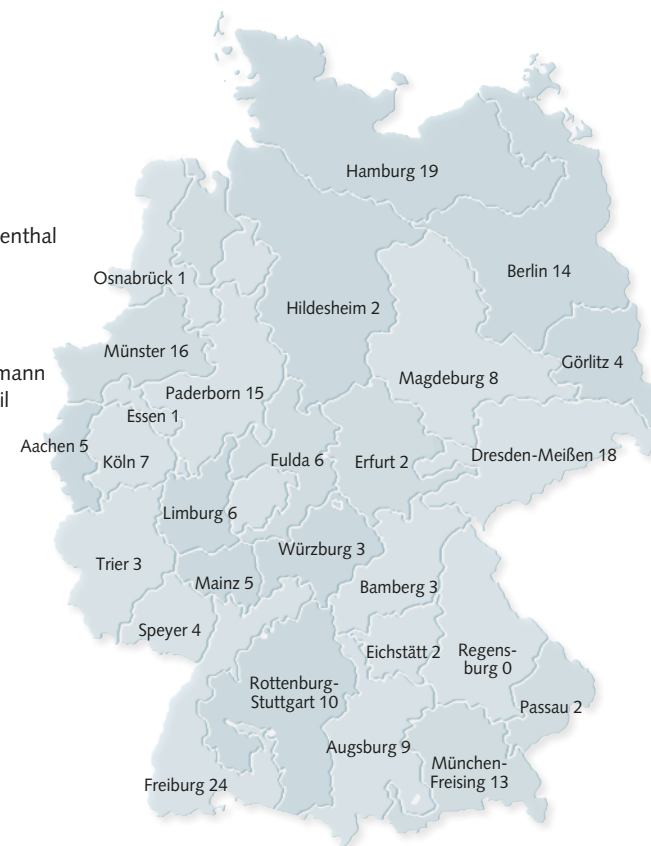 Hamburg 19
enthal
Osnabrück 1
Berlin 14
Hildesheim 2
Münster 16
Görlitz 4
mann
Magdeburg 8
Paderborn 15
il
Essen 1
Aachen 5
Köln 7
Fulda 6
Erfurt 2
Dresden-Meißen 18
Limburg 6
Würzburg 3
Trier 3
Mainz 5
Bamberg 3
Speyer 4
Eichstätt 2
Regens-
burg 0
Rottenburg-
Stuttgart 10
Passau 2
Augsburg 9
München-
Freising 13
Freiburg 24